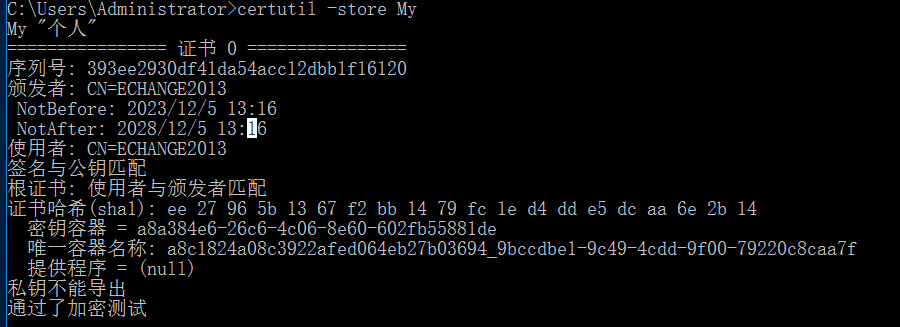 C:\Users\Administrator>certutil -store My
My "个人"
================ 证书 0 ================
序列号: 393ee2930df41da54acc12dbb1f16120
颁发者: CN=ECHANGE2013
 NotBefore: 2023/12/5 13:16
 NotAfter: 2028/12/5 13:16
使用者: CN=ECHANGE2013
签名与公钥匹配
根证书: 使用者与颁发者匹配
证书哈希(sha1): ee 27 96 5b 13 67 f2 bb 14 79 fc 1e d4 dd e5 dc aa 6e 2b 14
  密钥容器 = a8a384e6-26c6-4c06-8e60-602fb55881de
  唯一容器名称: a8c1824a08c3922afed064eb27b03694_9bccdbe1-9c49-4cdd-9f00-79220c8caa7f
  提供程序 = (null)
私钥不能导出
通过了加密测试